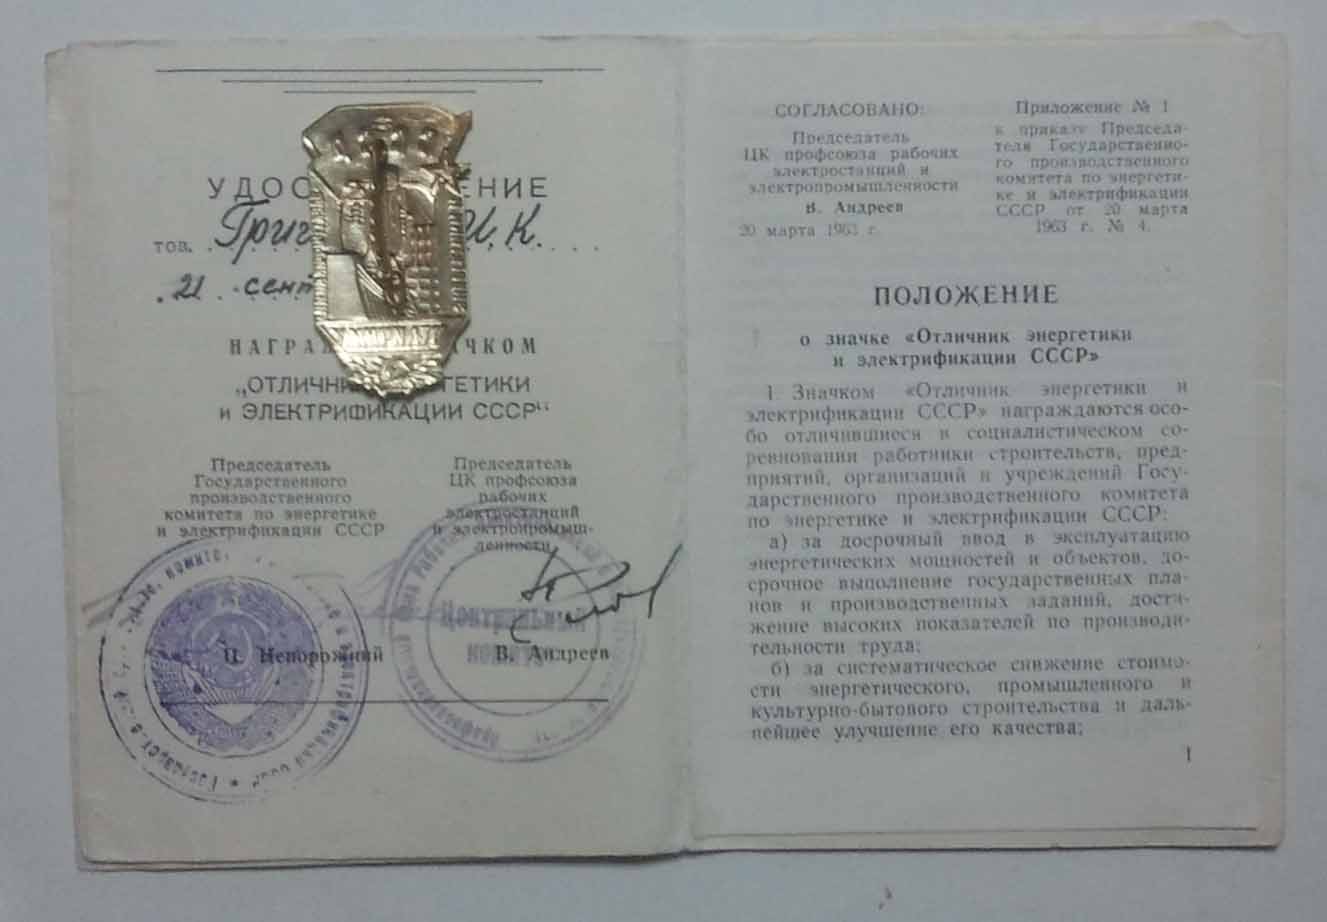 УДОС ЕНИЕ
тов. Григ И. К.
21 сент
НАГРА ЧКОМ
„ОТЛИЧНИ РГЕТИКИ
и ЭЛЕКТРИФИКАЦИИ СССР“
Председатель
Государственного
производственного
комитета по энергетике
и электрификации СССР
П. Непорожний
Председатель
ЦК профсоюза
рабочих
электростанций
и электропромыш-
ленности
В. Андреев
Центральный
комитет
СОГЛАСОВАНО:
Председатель
ЦК профсоюза рабочих
электростанций и
электропромышленности
В. Андреев
20 марта 1963 г.
Приложение № 1
к приказу Председа-
теля Государственно-
го производственного
комитета по энергети-
ке и электрификации
СССР от 20 марта
1963 г. № 4.
ПОЛОЖЕНИЕ
о значке «Отличник энергетики
и электрификации СССР»
1. Значком «Отличник энергетики и
электрификации СССР» награждаются осо-
бо отличившиеся в социалистическом со-
ревновании работники строительств, пред-
приятий, организаций и учреждений Госу-
дарственного производственного комитета
по энергетике и электрификации СССР:
а) за досрочный ввод в эксплуатацию
энергетических мощностей и объектов, до-
срочное выполнение государственных пла-
нов и производственных заданий, дости-
жение высоких показателей по производи-
тельности труда;
б) за систематическое снижение стоимо-
сти энергетического, промышленного и
культурно-бытового строительства и даль-
нейшее улучшение его качества;
1